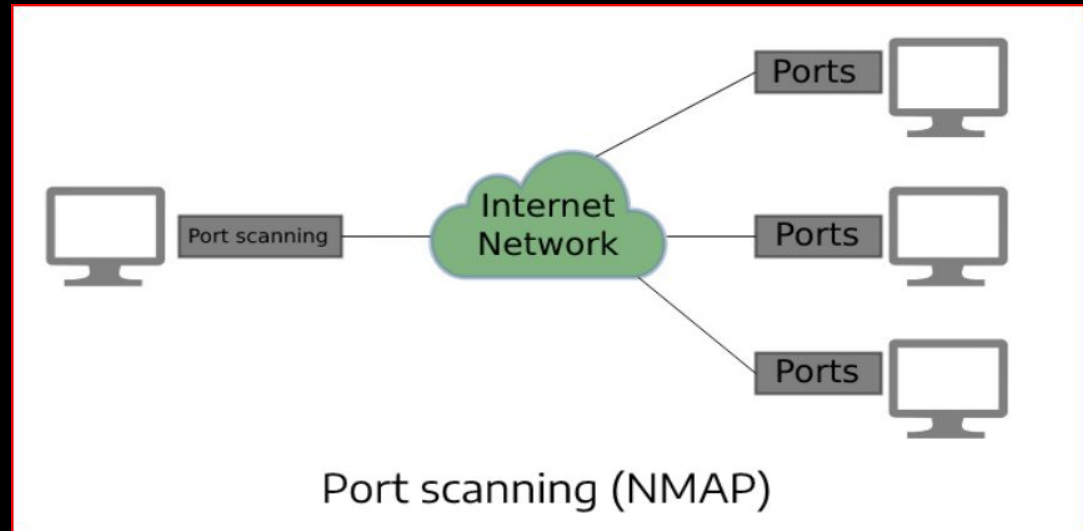 Ports
Internet
Network
Port scanning
Ports
Ports
Port scanning (NMAP)